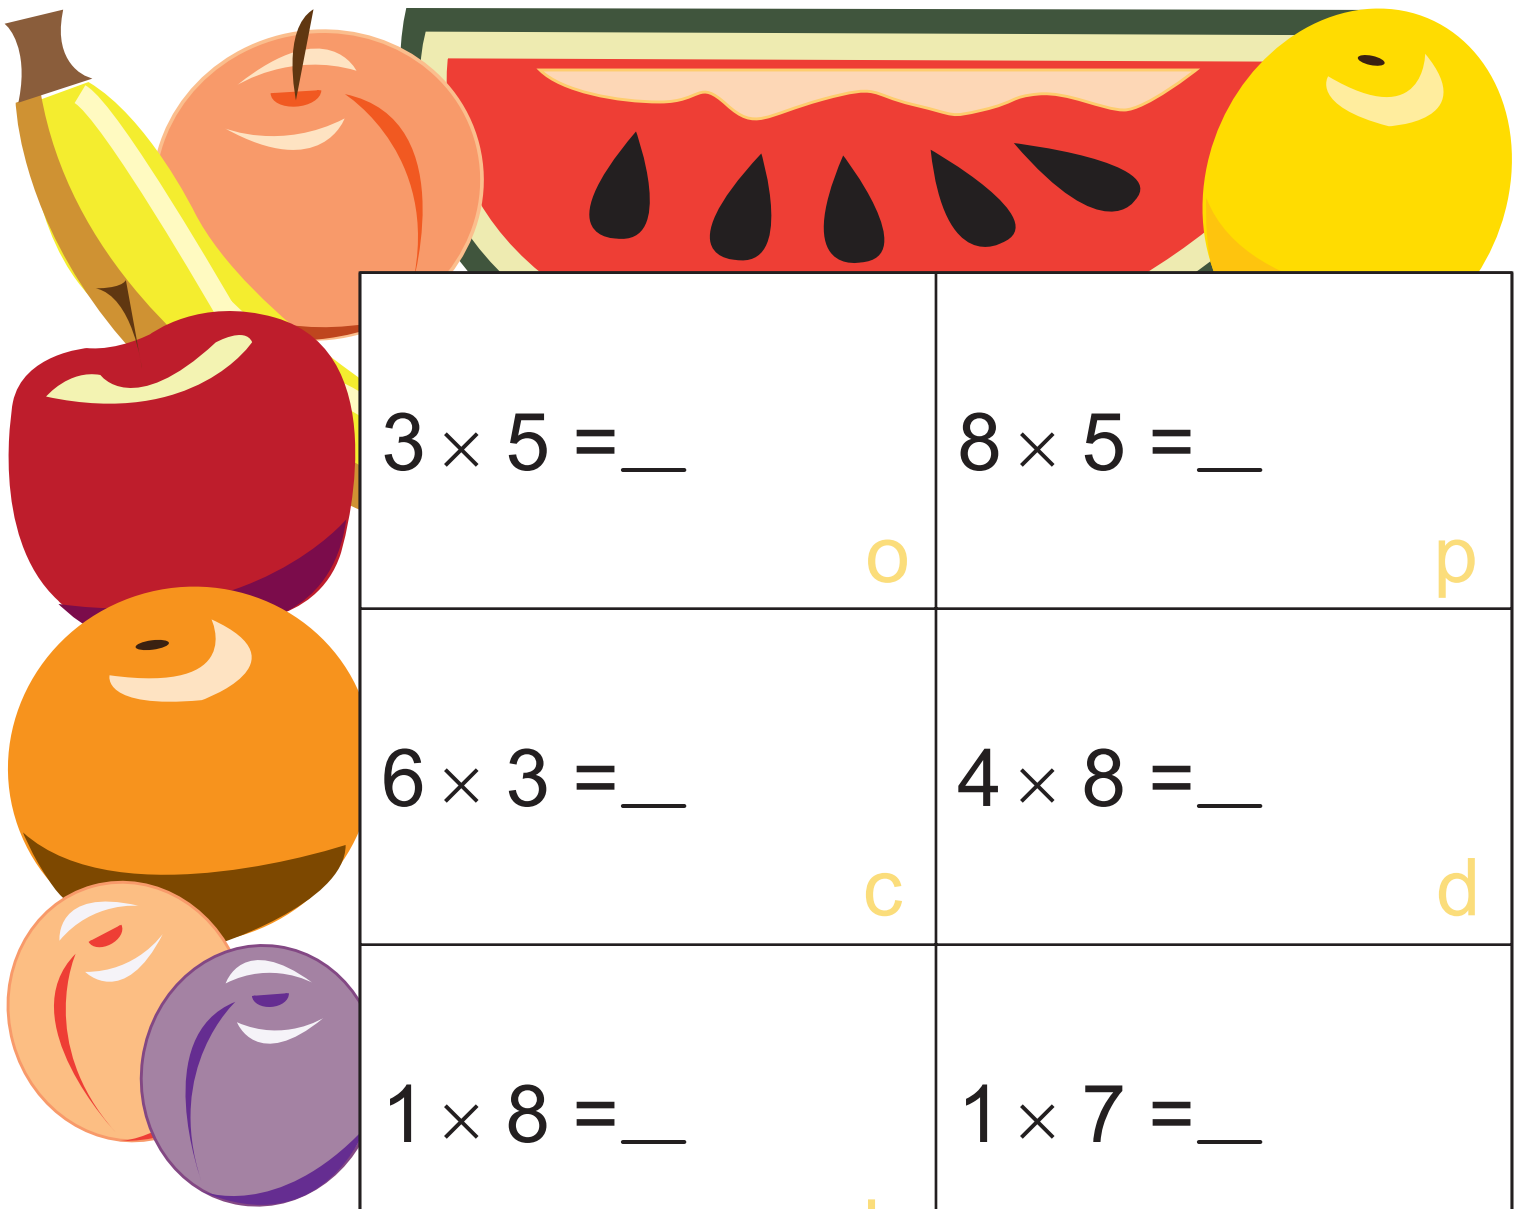 3 × 5 =__
8 × 5 =__
o
p
6 × 3 =__
4 × 8 =__
c
d
1 × 8 =__
1 × 7 =__